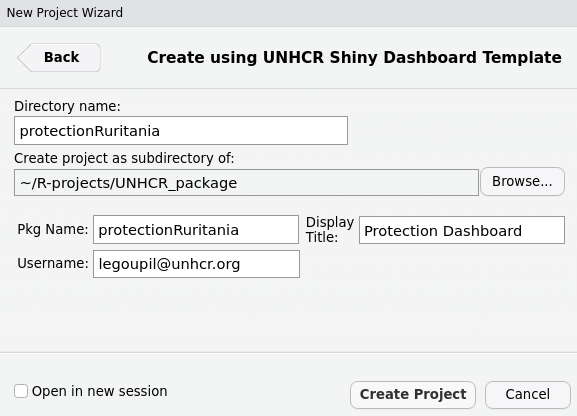 New Project Wizard
Back
Create using UNHCR Shiny Dashboard Template
Directory name:
protectionRuritania
Create project as subdirectory of:
~/R-projects/UNHCR_package
Browse...
Pkg Name:
protectionRuritania
Display
Title:
Protection Dashboard
Username:
legoupil@unhcr.org
Open in new session
Create Project
Cancel